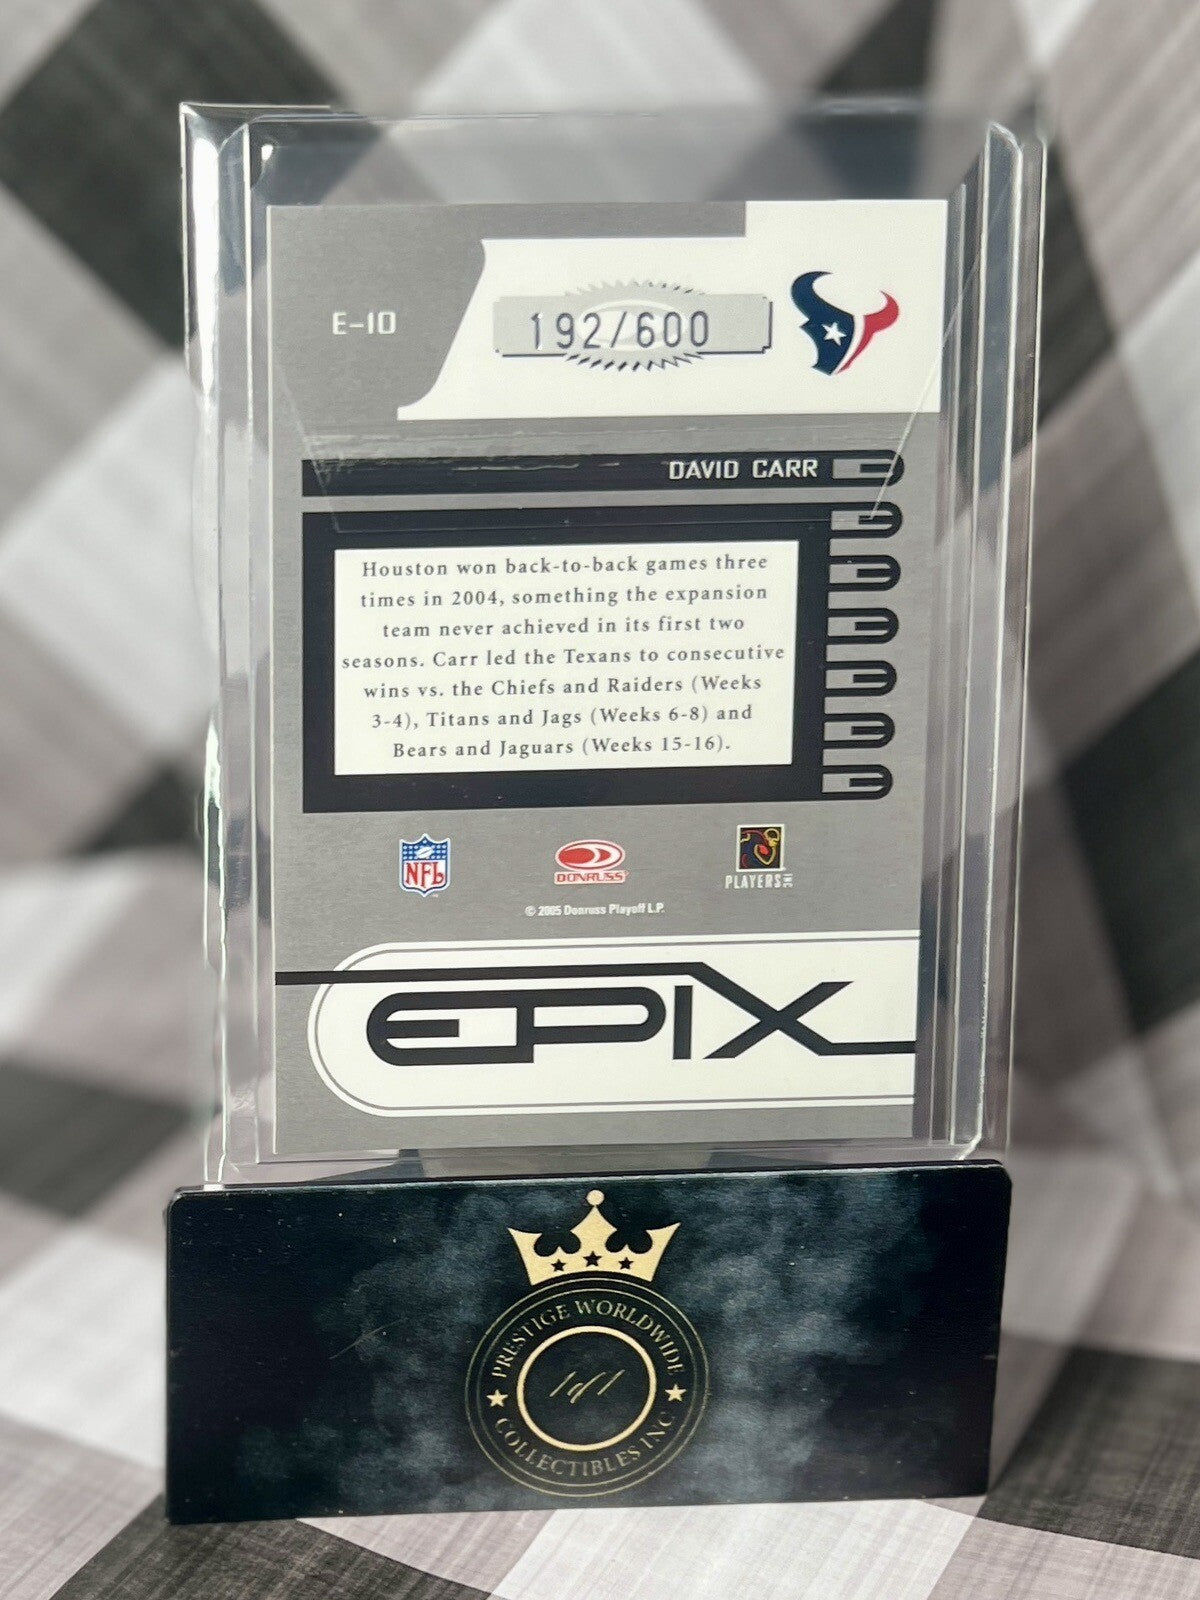 E-10
192/600
DAVID CARR
Houston won back-to-back games three
times in 2004, something the expansion
team never achieved in its first two
seasons. Carr led the Texans to consecutive
wins vs. the Chiefs and Raiders (Weeks
3-4), Titans and Jags (Weeks 6-8) and
Bears and Jaguars (Weeks 15-16).
NFL
DONRUSS
PLAYERS INC
© 2005 Donruss Playoff L.P.
EPIX
PRESTIGE WORLDWIDE
1of1
COLLECTIBLES INC.